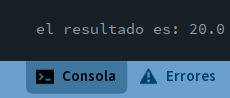 el resultado es: 20.0
Consola Errores